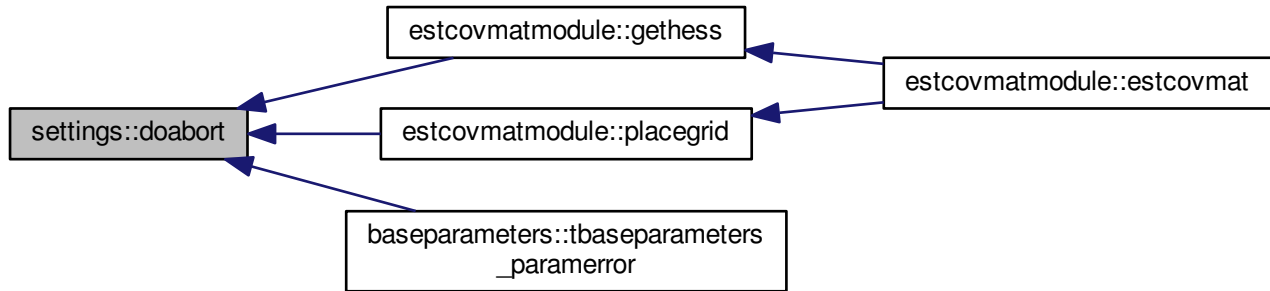 settings::doabort
estcovmatmodule::gethess
estcovmatmodule::placegrid
baseparameters::tbaseparameters
_paramerror
estcovmatmodule::estcovmat